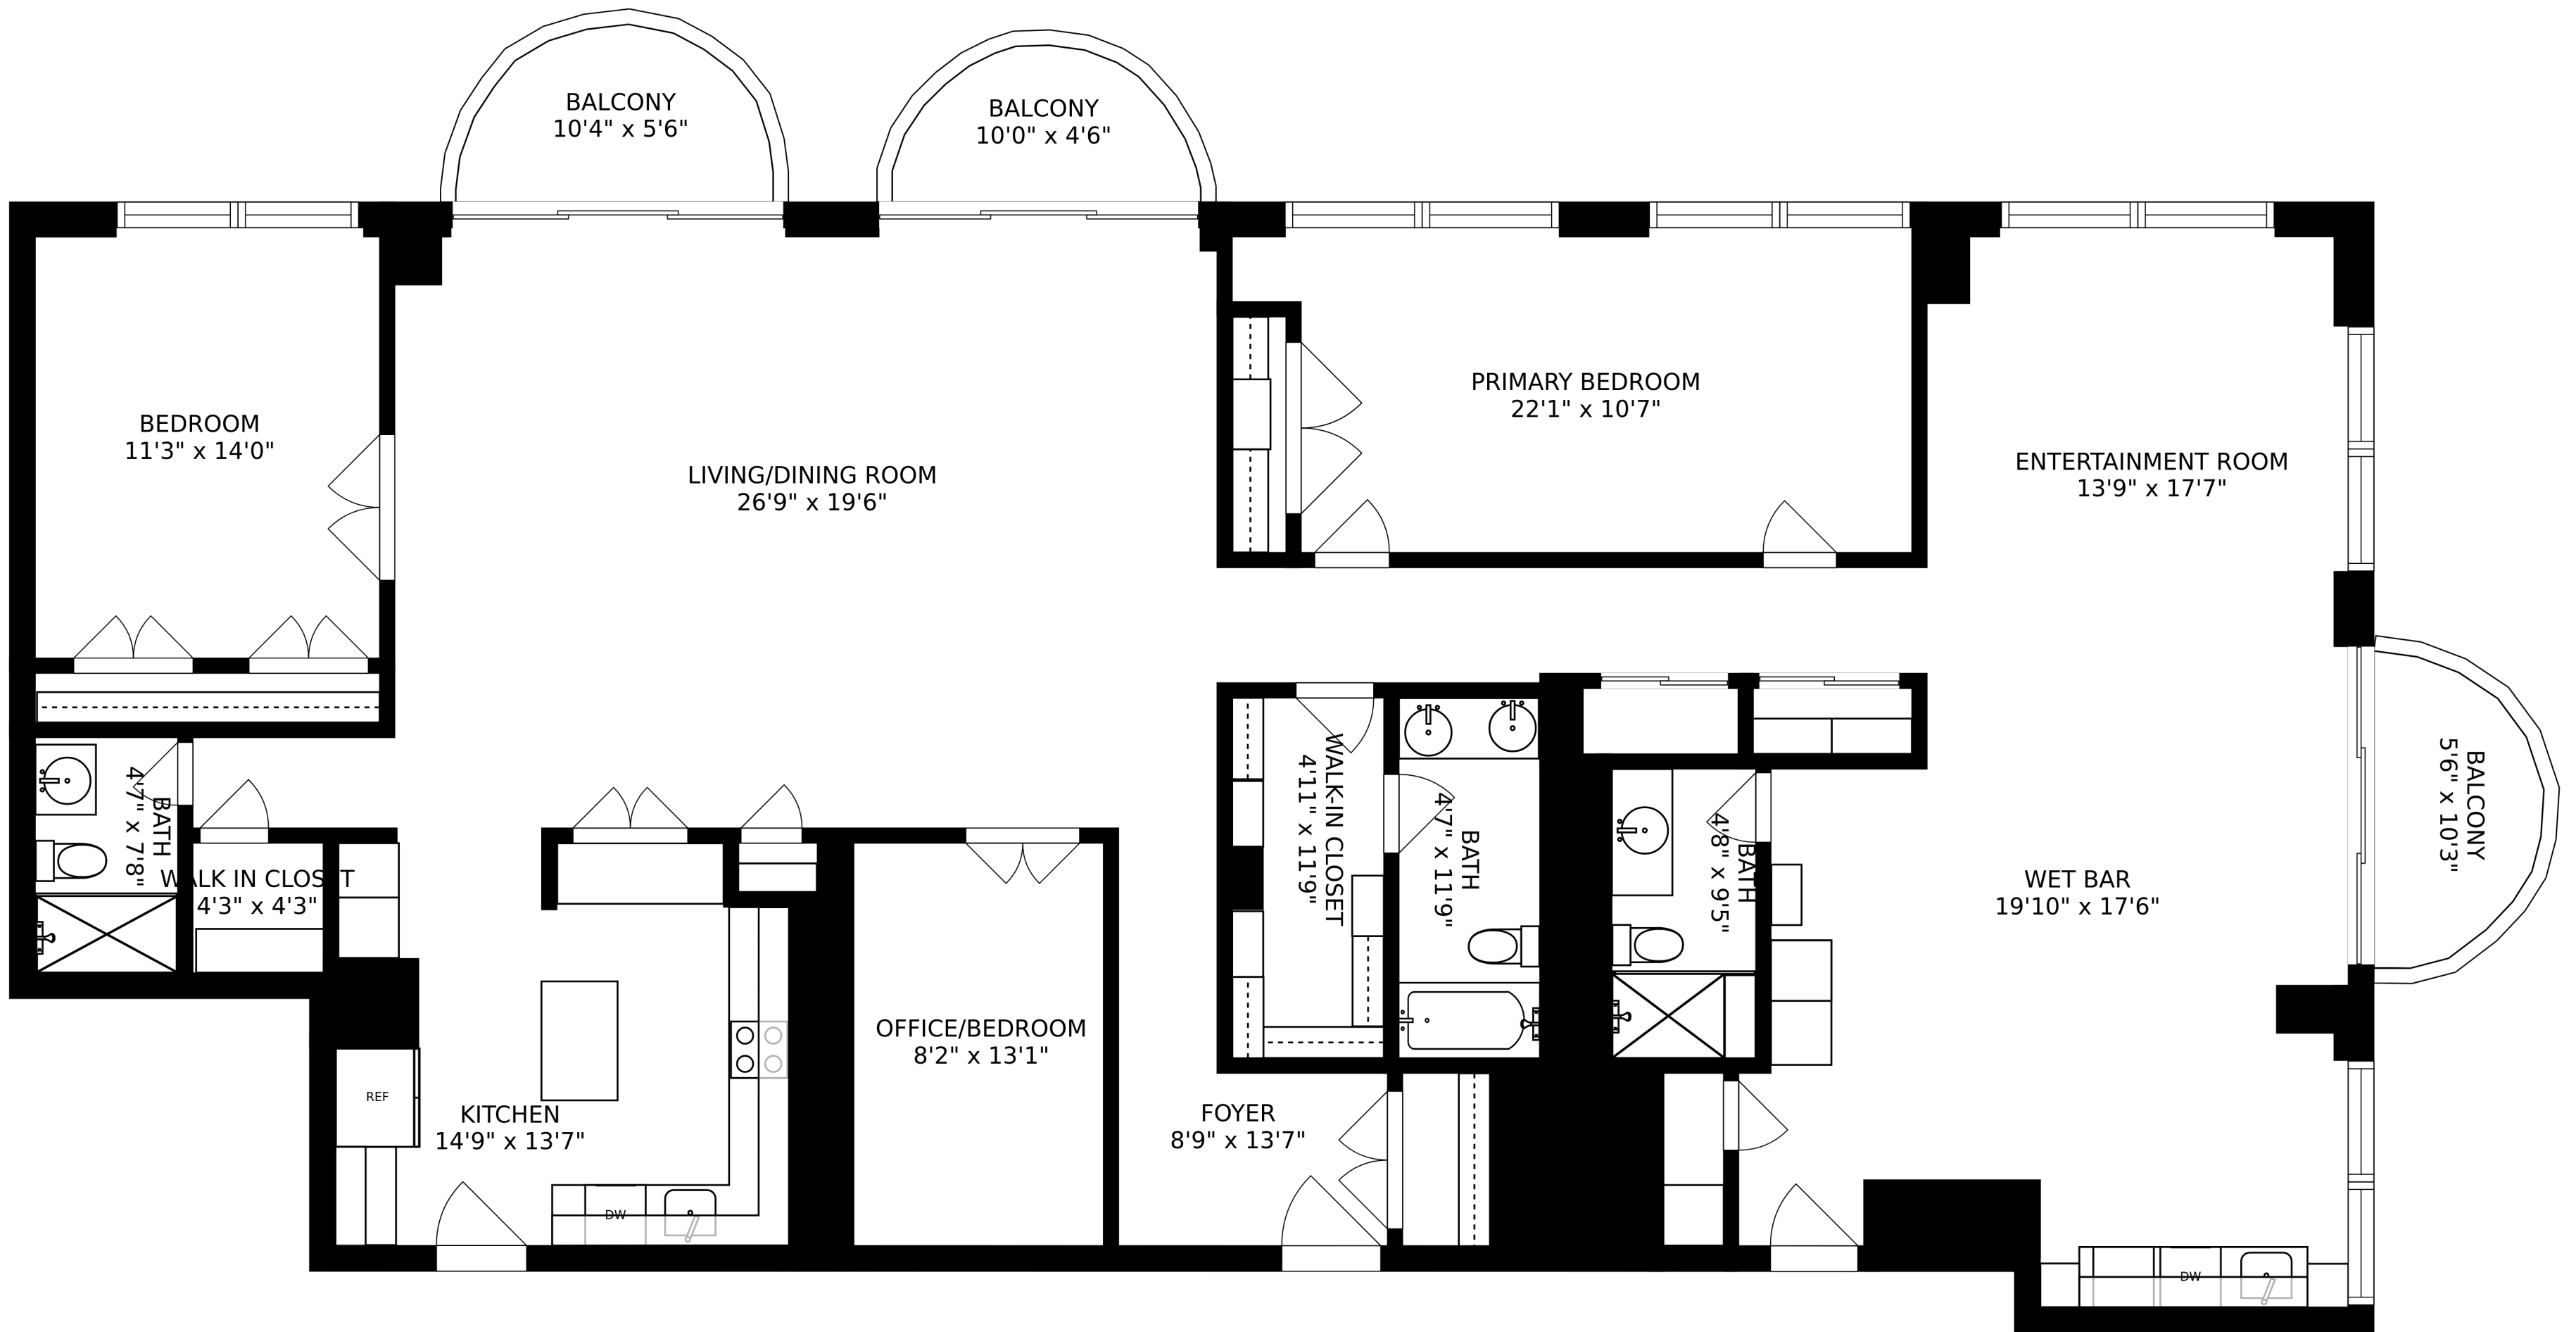 BALCONY
10'4" x 5'6"
BALCONY
10'0" x 4'6"
BEDROOM
11'3" x 14'0"
LIVING/DINING ROOM
26'9" x 19'6"
PRIMARY BEDROOM
22'1" x 10'7"
ENTERTAINMENT ROOM
13'9" x 17'7"
BATH
4'7" x 7'8"
WALK IN CLOSET
4'3" x 4'3"
WALK-IN CLOSET
4'11" x 11'9"
BATH
4'7" x 11'9"
BATH
4'8" x 9'5"
WET BAR
19'10" x 17'6"
BALCONY
5'6" x 10'3"
OFFICE/BEDROOM
8'2" x 13'1"
REF
KITCHEN
14'9" x 13'7"
FOYER
8'9" x 13'7"
DW
DW